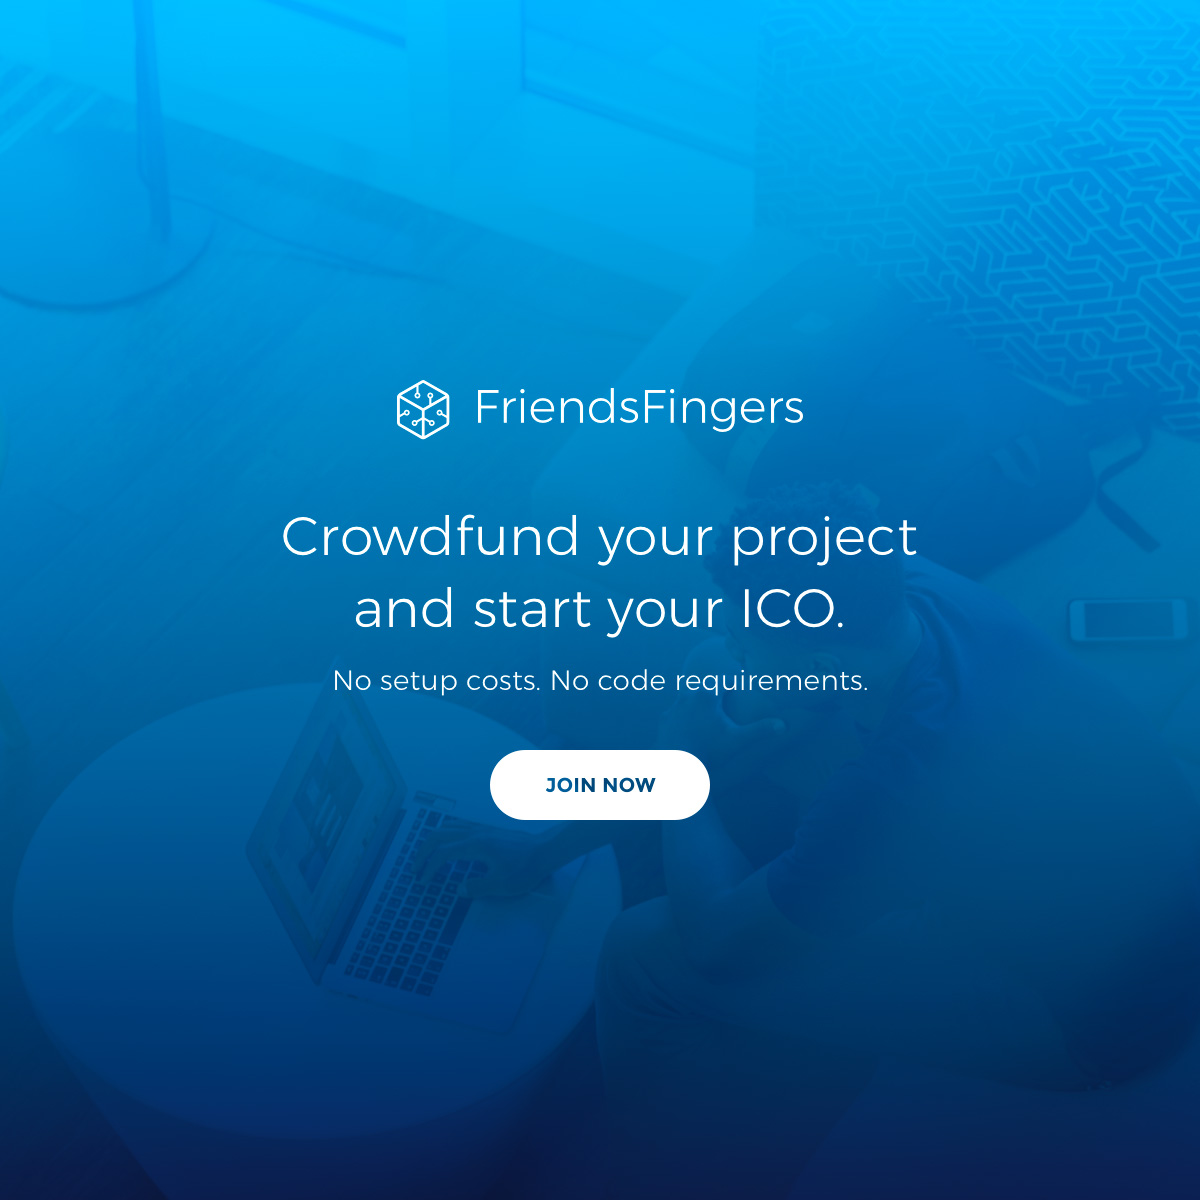 FriendsFingers
Crowdfund your project
and start your ICO.
No setup costs. No code requirements.
JOIN NOW